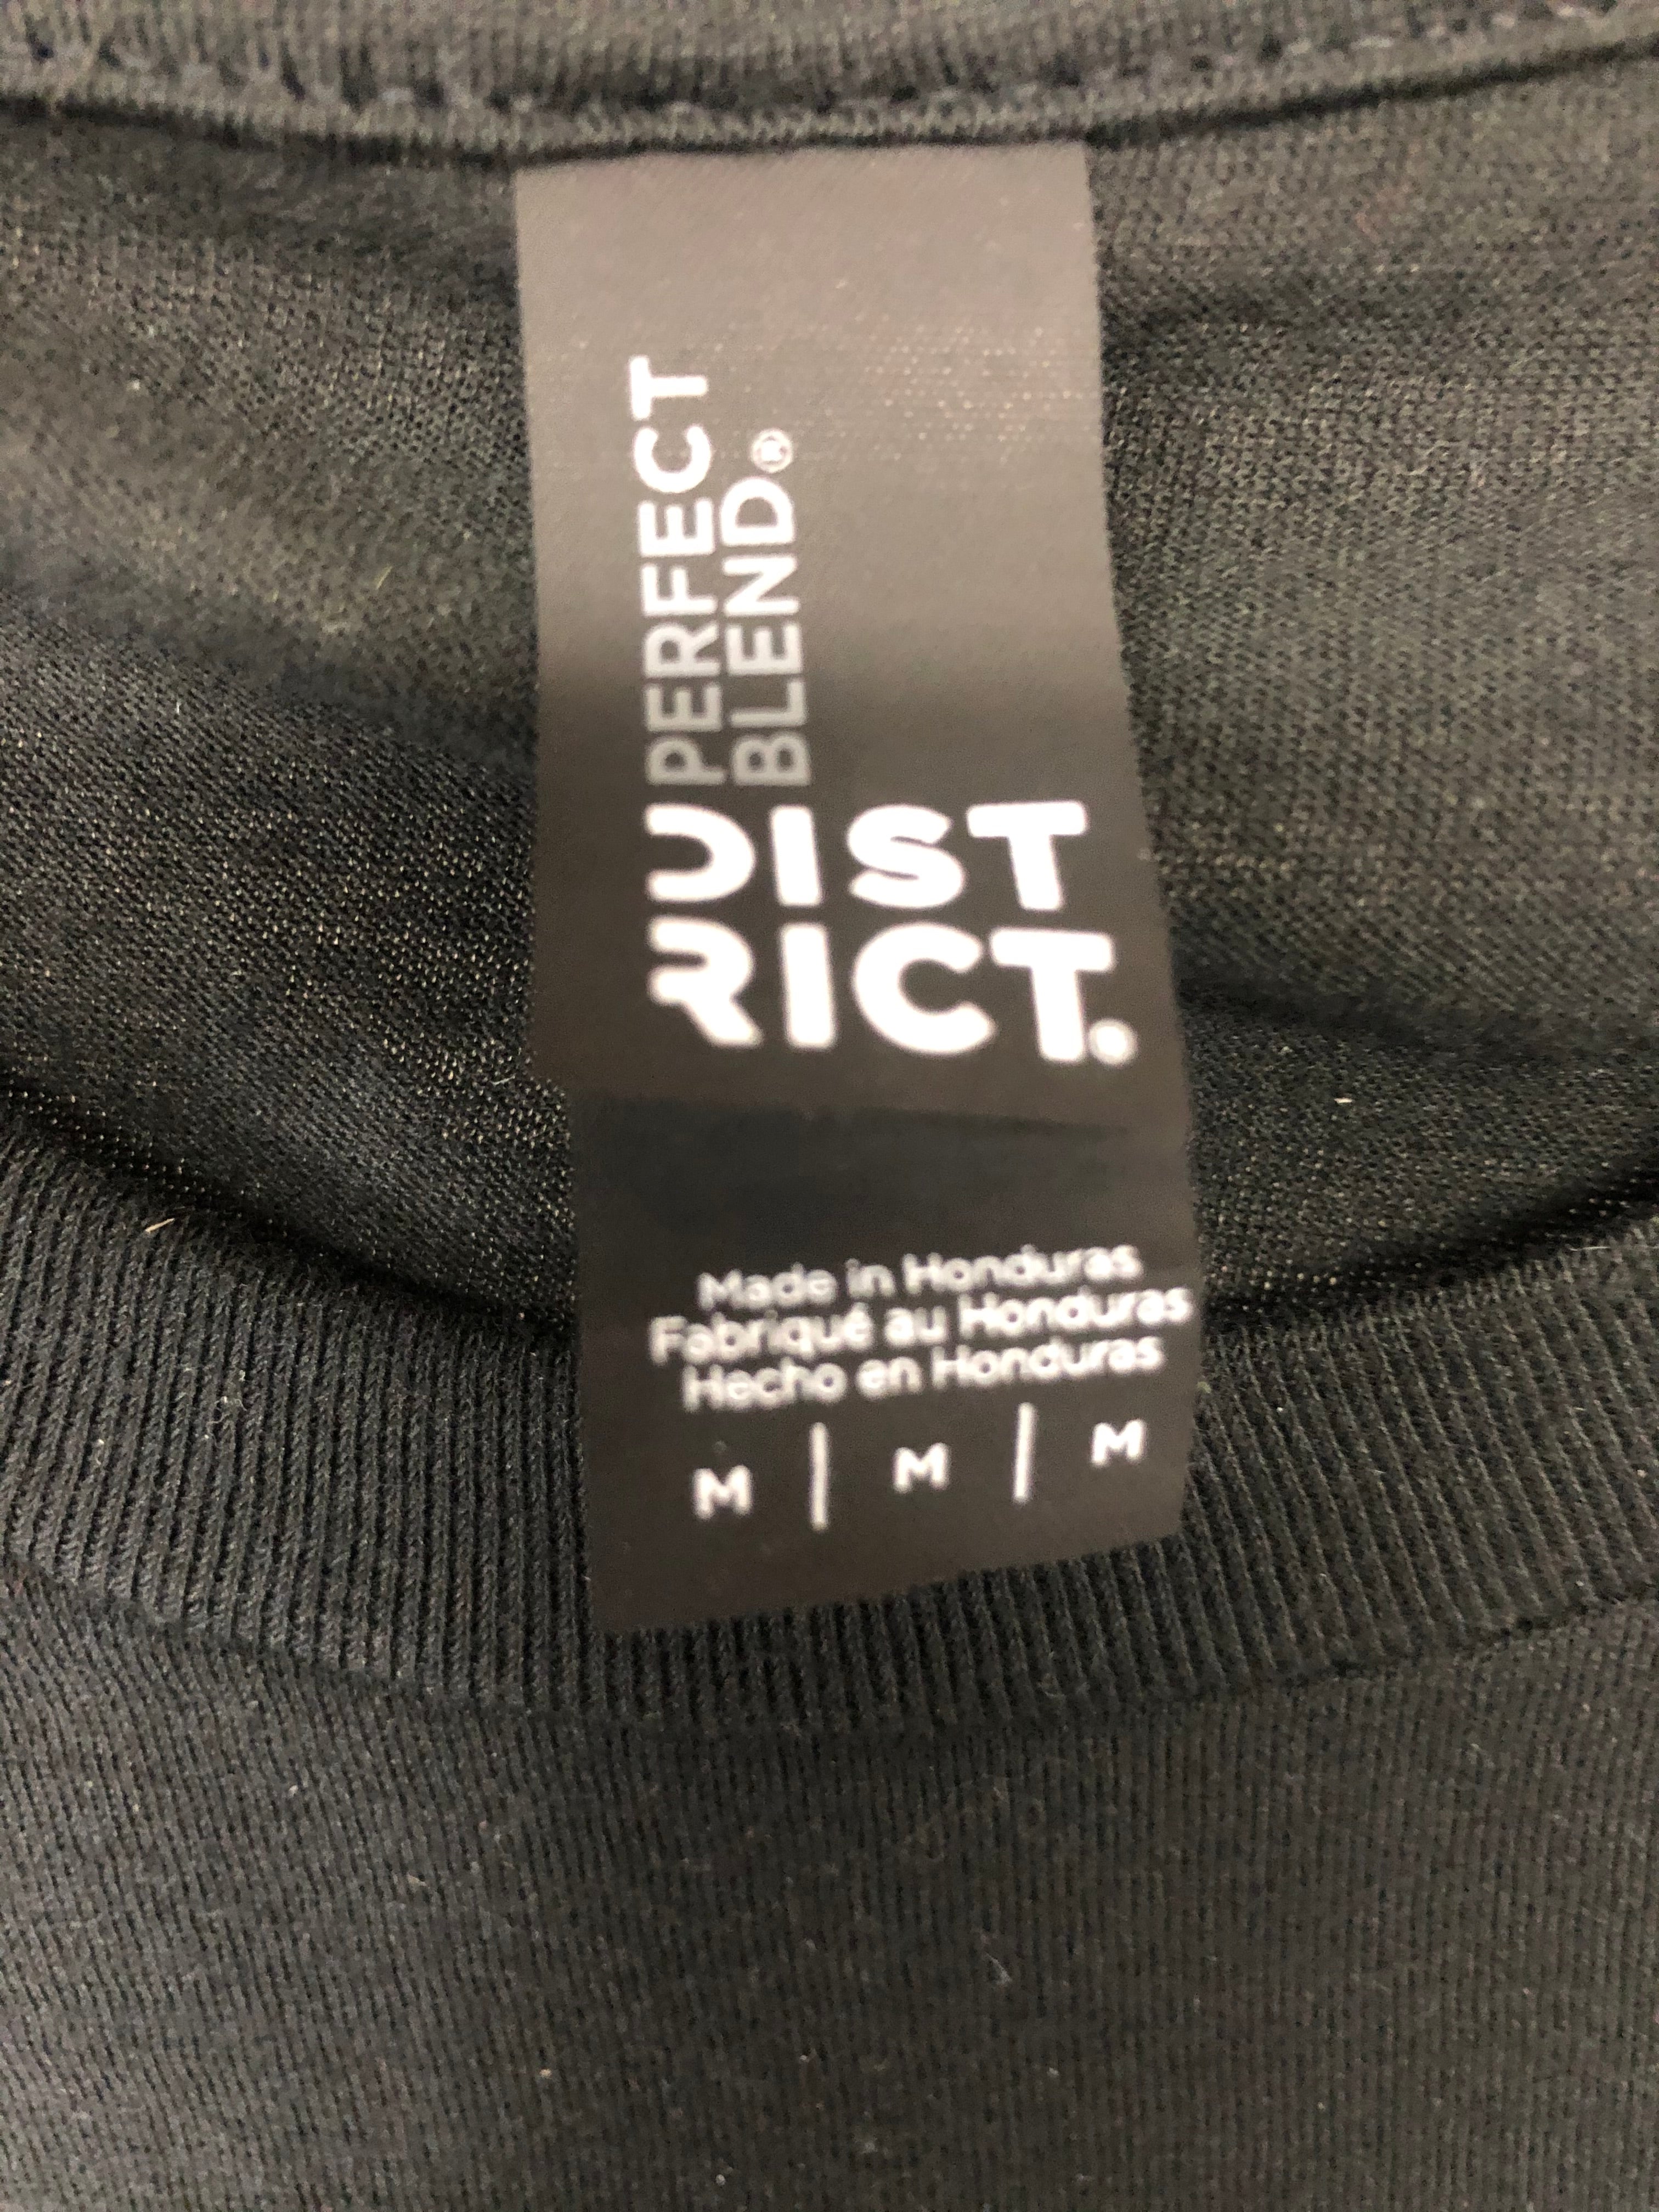 PERFECT
BLEND®
DIST
RICT.
Made in Honduras
Fabriqué au Honduras
Hecho en Honduras
M | M | M